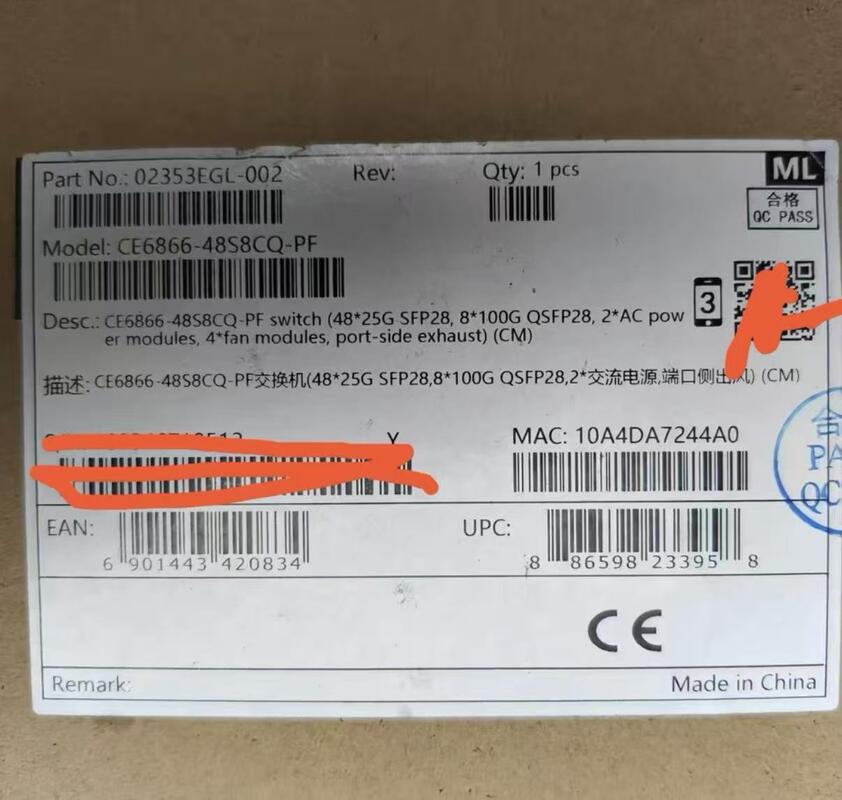 Part No.: 02353EGL-002 Rev: Qty: 1 pcs ML
合格
QC PASS
Model: CE6866-48S8CQ-PF
3
Desc.: CE6866-48S8CQ-PF switch (48*25G SFP28, 8*100G QSFP28, 2*AC pow
er modules, 4*fan modules, port-side exhaust) (CM)
描述: CE6866-48S8CQ-PF交换机(48*25G SFP28,8*100G QSFP28,2*交流电源,端口侧出风) (CM)
Y MAC: 10A4DA7244A0
合
PA
QC
EAN: UPC:
6 901443 420834 8 86598 23395 8
CE
Remark: Made in China